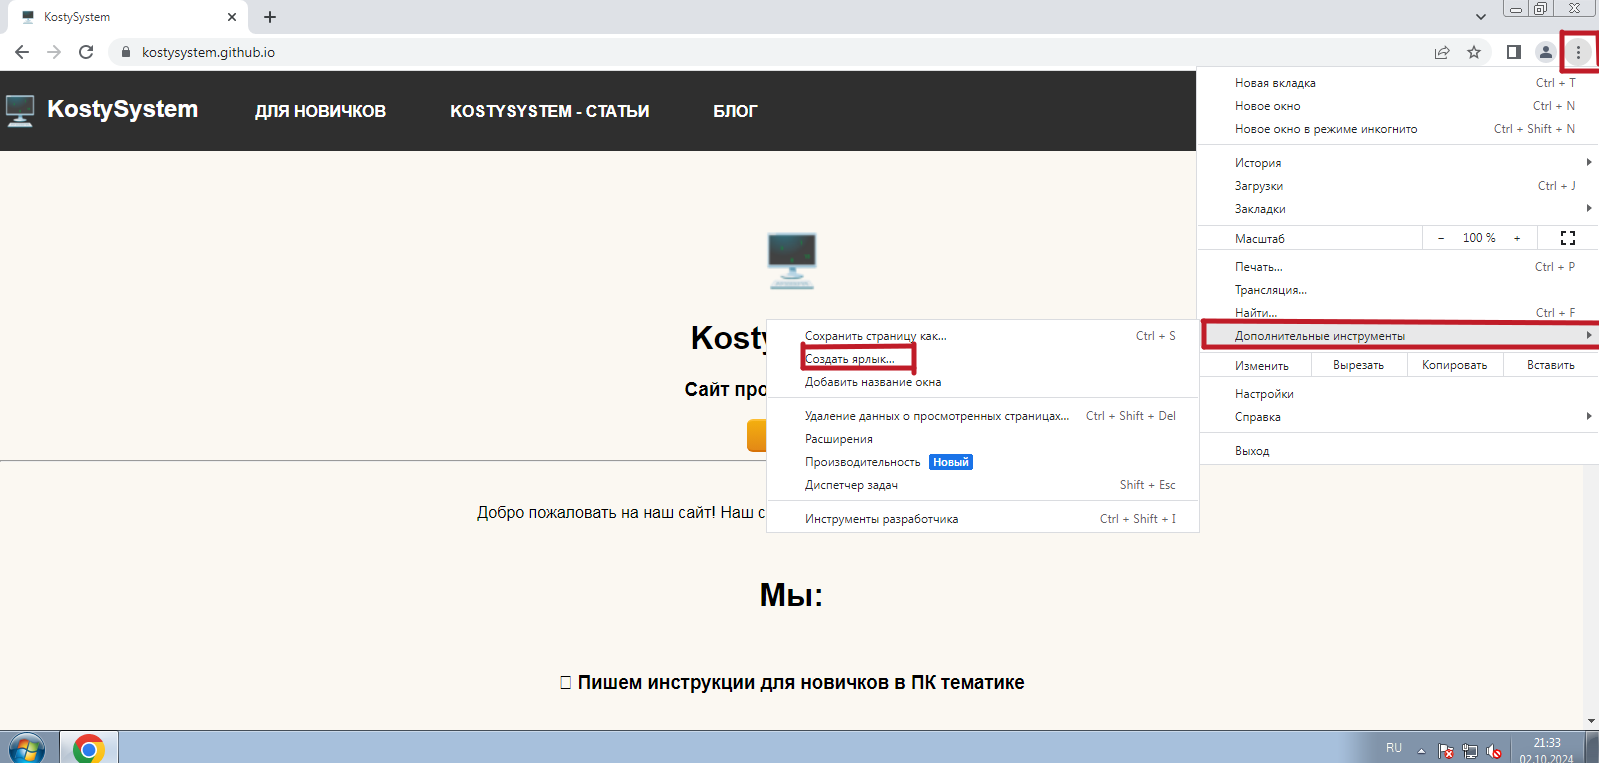 KostySystem
kostysystem.github.io
KostySystem
ДЛЯ НОВИЧКОВ
KOSTYSYSTEM - СТАТЬИ
БЛОГ
Новая вкладка Ctrl + T
Новое окно Ctrl + N
Новое окно в режиме инкогнито Ctrl + Shift + N
История
Загрузки Ctrl + J
Закладки
Масштаб − 100 % +
Печать... Ctrl + P
Трансляция...
Найти... Ctrl + F
Дополнительные инструменты
Изменить Вырезать Копировать Вставить
Настройки
Справка
Выход
Сохранить страницу как... Ctrl + S
Создать ярлык...
Добавить название окна
Удаление данных о просмотренных страницах... Ctrl + Shift + Del
Расширения
Производительность Новый
Диспетчер задач Shift + Esc
Инструменты разработчика Ctrl + Shift + I
Kosty
Сайт про
Добро пожаловать на наш сайт! Наш с
Мы:
Пишем инструкции для новичков в ПК тематике
RU
21:33
02.10.2024